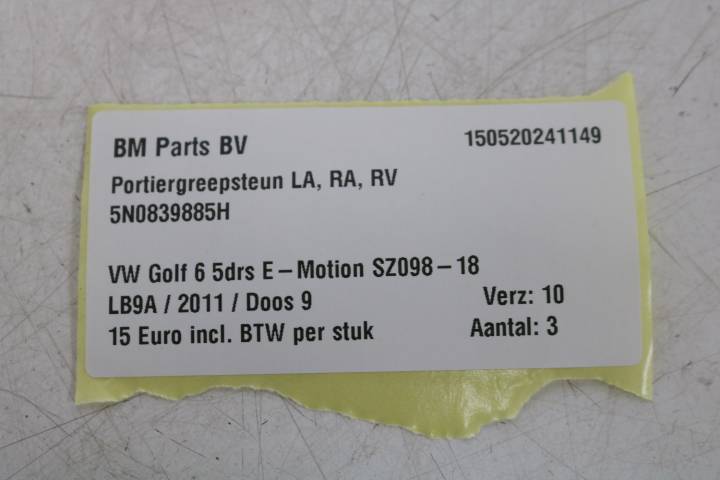 BM Parts BV 150520241149
Portiergreepsteun LA, RA, RV
5N0839885H
VW Golf 6 5drs E-Motion SZ098-18
LB9A / 2011 / Doos 9 Verz: 10
15 Euro incl. BTW per stuk Aantal: 3